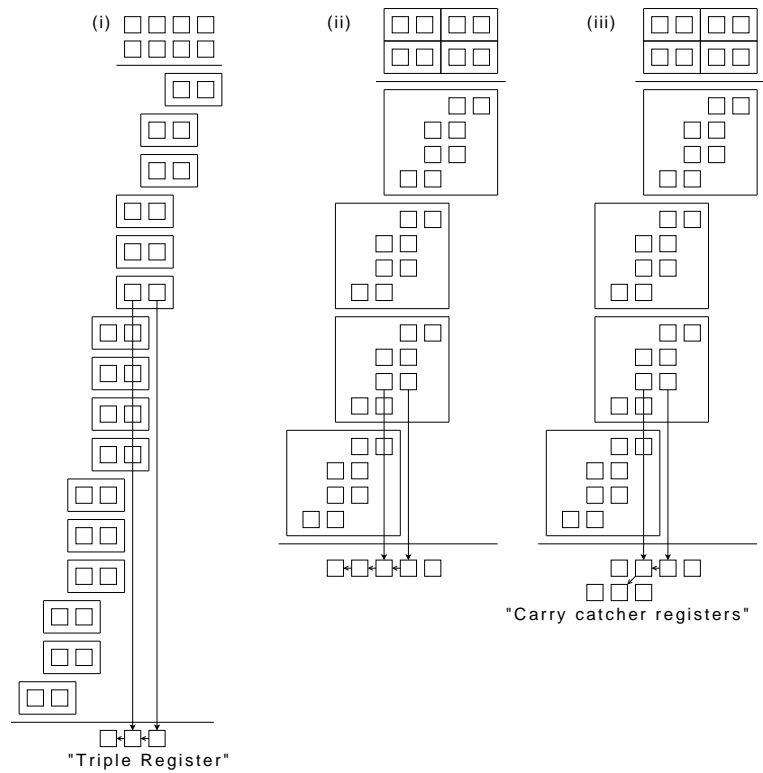 (i)
(ii)
(iii)
"Carry catcher registers"
"Triple Register"